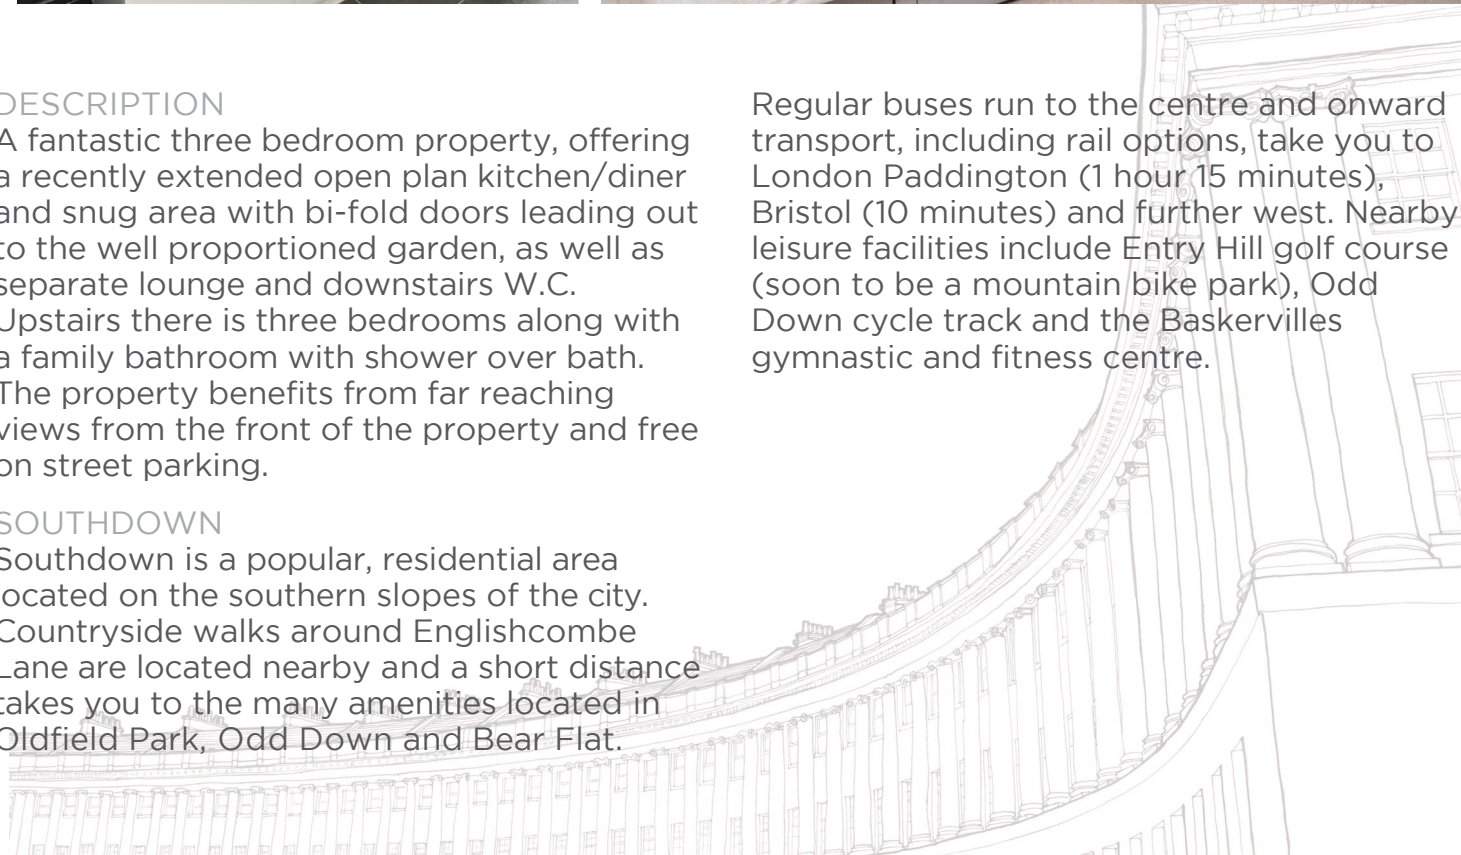 DESCRIPTION
A fantastic three bedroom property, offering
a recently extended open plan kitchen/diner
and snug area with bi-fold doors leading out
to the well proportioned garden, as well as
separate lounge and downstairs W.C.
Upstairs there is three bedrooms along with
a family bathroom with shower over bath.
The property benefits from far reaching
views from the front of the property and free
on street parking.
SOUTHDOWN
Southdown is a popular, residential area
located on the southern slopes of the city.
Countryside walks around Englishcombe
Lane are located nearby and a short distance
takes you to the many amenities located in
Oldfield Park, Odd Down and Bear Flat.
Regular buses run to the centre and onward
transport, including rail options, take you to
London Paddington (1 hour 15 minutes),
Bristol (10 minutes) and further west. Nearby
leisure facilities include Entry Hill golf course
(soon to be a mountain bike park), Odd
Down cycle track and the Baskervilles
gymnastic and fitness centre.